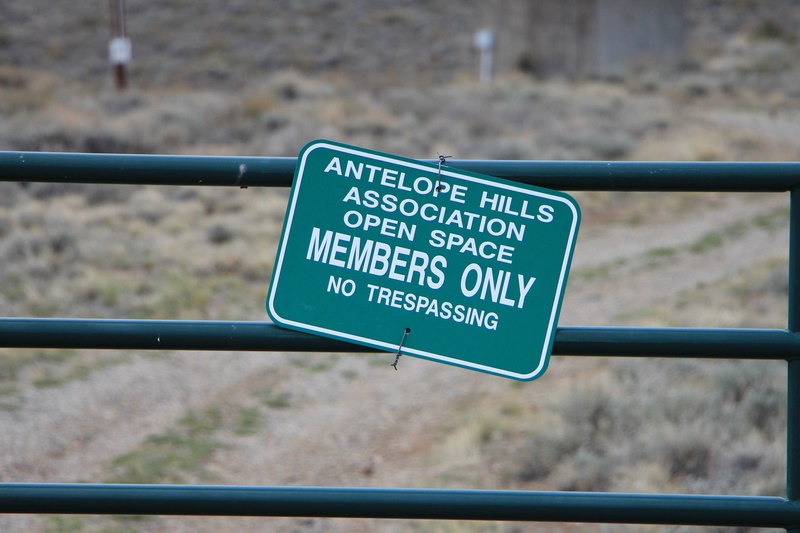 ANTELOPE HILLS
ASSOCIATION
OPEN SPACE
MEMBERS ONLY
NO TRESPASSING